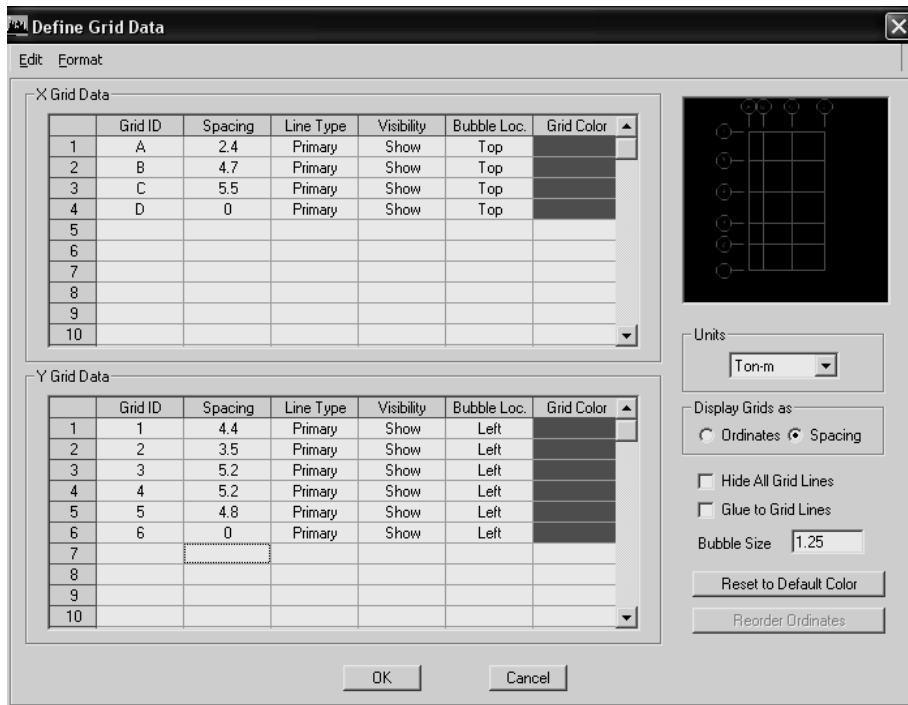 Define Grid Data
Edit Format
X Grid Data
Grid ID Spacing Line Type Visibility Bubble Loc. Grid Color
1 A 2.4 Primary Show Top
2 B 4.7 Primary Show Top
3 C 5.5 Primary Show Top
4 D 0 Primary Show Top
5
6
7
8
9
10
Y Grid Data
Grid ID Spacing Line Type Visibility Bubble Loc. Grid Color
1 1 4.4 Primary Show Left
2 2 3.5 Primary Show Left
3 3 5.2 Primary Show Left
4 4 5.2 Primary Show Left
5 5 4.8 Primary Show Left
6 6 0 Primary Show Left
7
8
9
10
Units
Ton-m
Display Grids as
Ordinates Spacing
Hide All Grid Lines
Glue to Grid Lines
Bubble Size 1.25
Reset to Default Color
Reorder Ordinates
OK Cancel